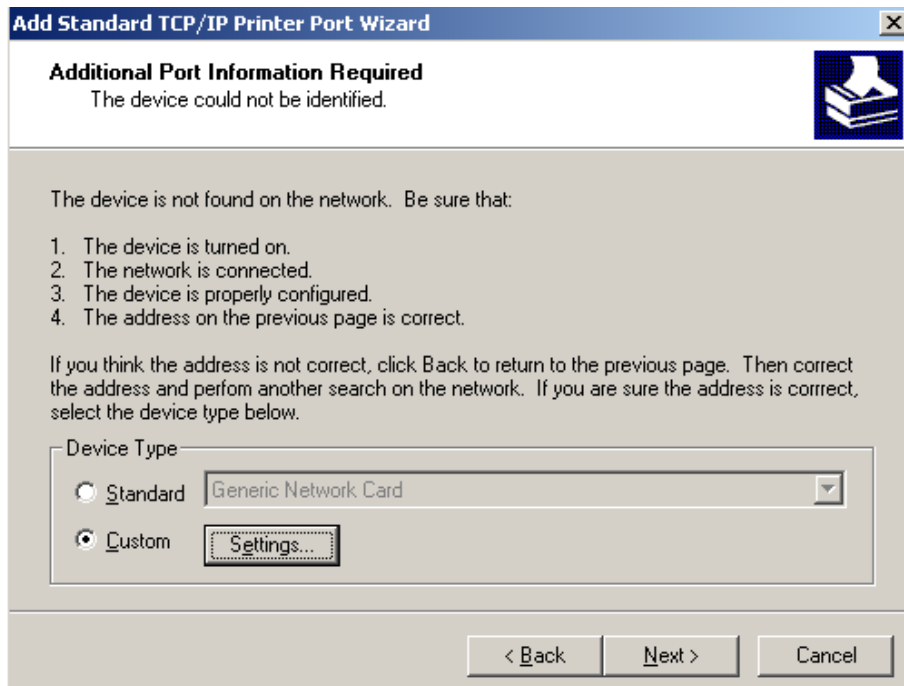 Add Standard TCP/IP Printer Port Wizard
Additional Port Information Required
The device could not be identified.
The device is not found on the network. Be sure that:
1. The device is turned on.
2. The network is connected.
3. The device is properly configured.
4. The address on the previous page is correct.
If you think the address is not correct, click Back to return to the previous page. Then correct
the address and perfom another search on the network. If you are sure the address is corrrect,
select the device type below.
Device Type
Standard Generic Network Card
Custom Settings...
< Back Next > Cancel